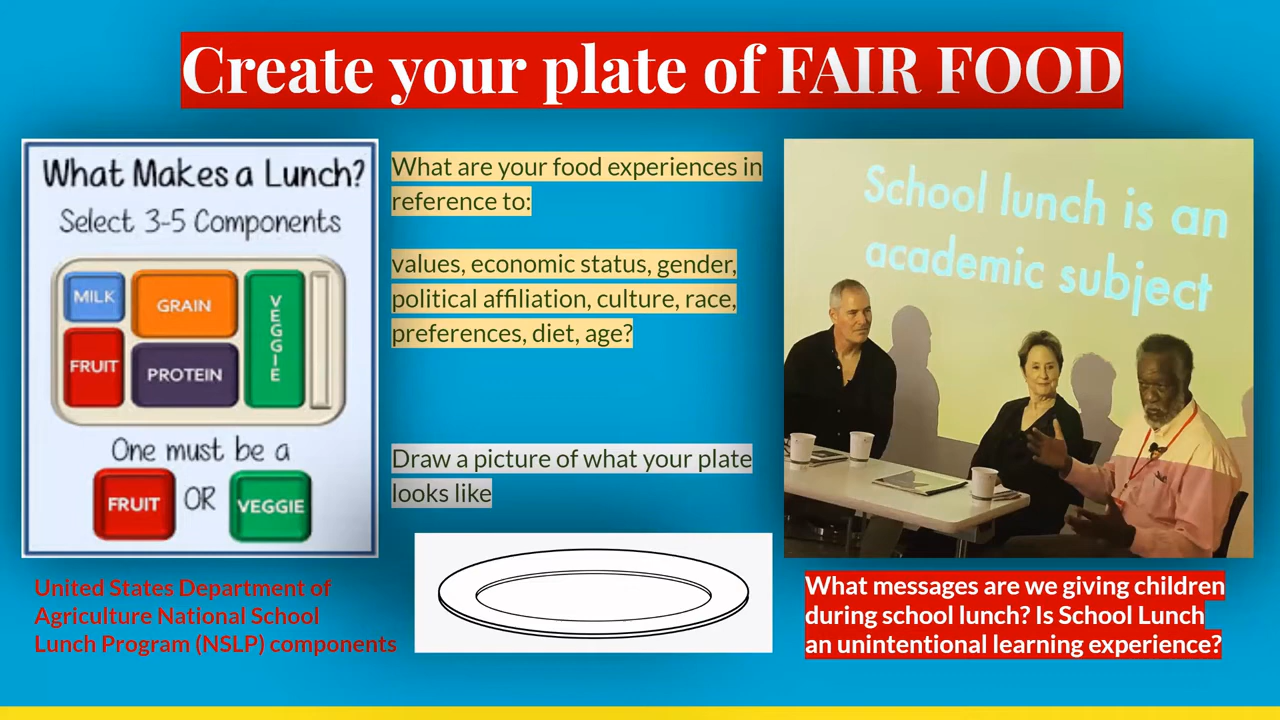 Create your plate of FAIR FOOD
What Makes a Lunch?
Select 3-5 Components
MILK
GRAIN
VEGGIE
FRUIT
PROTEIN
One must be a
FRUIT OR VEGGIE
United States Department of
Agriculture National School
Lunch Program (NSLP) components
What are your food experiences in
reference to:
values, economic status, gender,
political affiliation, culture, race,
preferences, diet, age?
Draw a picture of what your plate
looks like
School lunch is an
academic subject
What messages are we giving children
during school lunch? Is School Lunch
an unintentional learning experience?